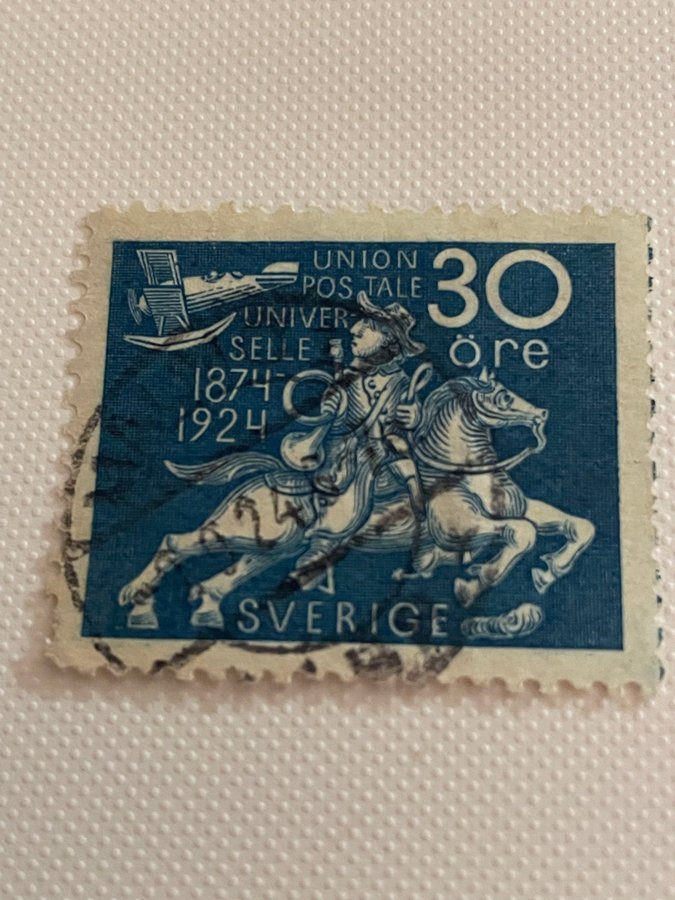 UNION
POSTALE
UNIVER-
SELLE
1874-
1924
30
öre
SVERIGE